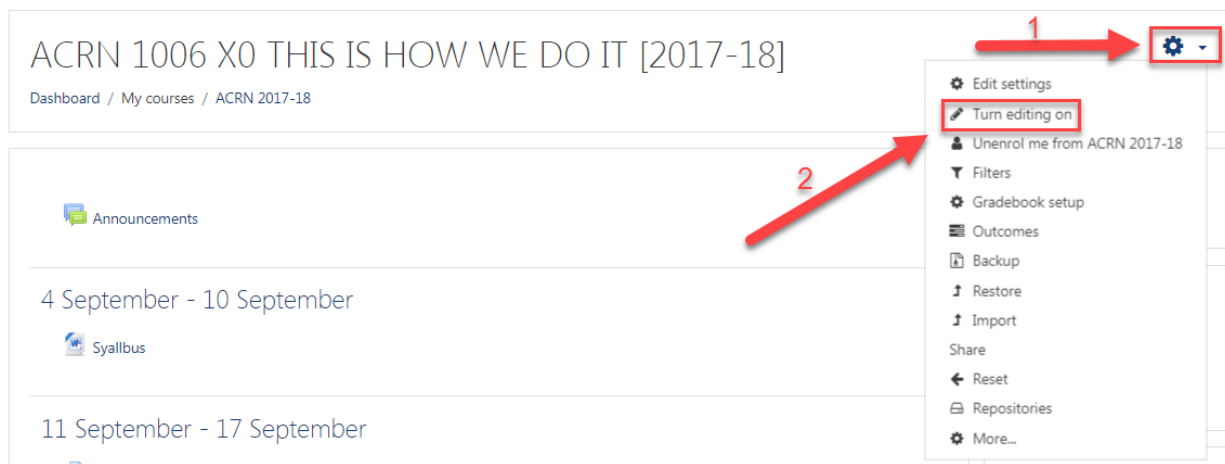 1
ACRN 1006 X0 THIS IS HOW WE DO IT [2017-18]
Dashboard / My courses / ACRN 2017-18
Edit settings
Turn editing on
Unenrol me from ACRN 2017-18
2
Filters
Gradebook setup
Announcements
Outcomes
Backup
4 September - 10 September
Restore
Import
Syallbus
Share
Reset
Repositories
11 September - 17 September
More...